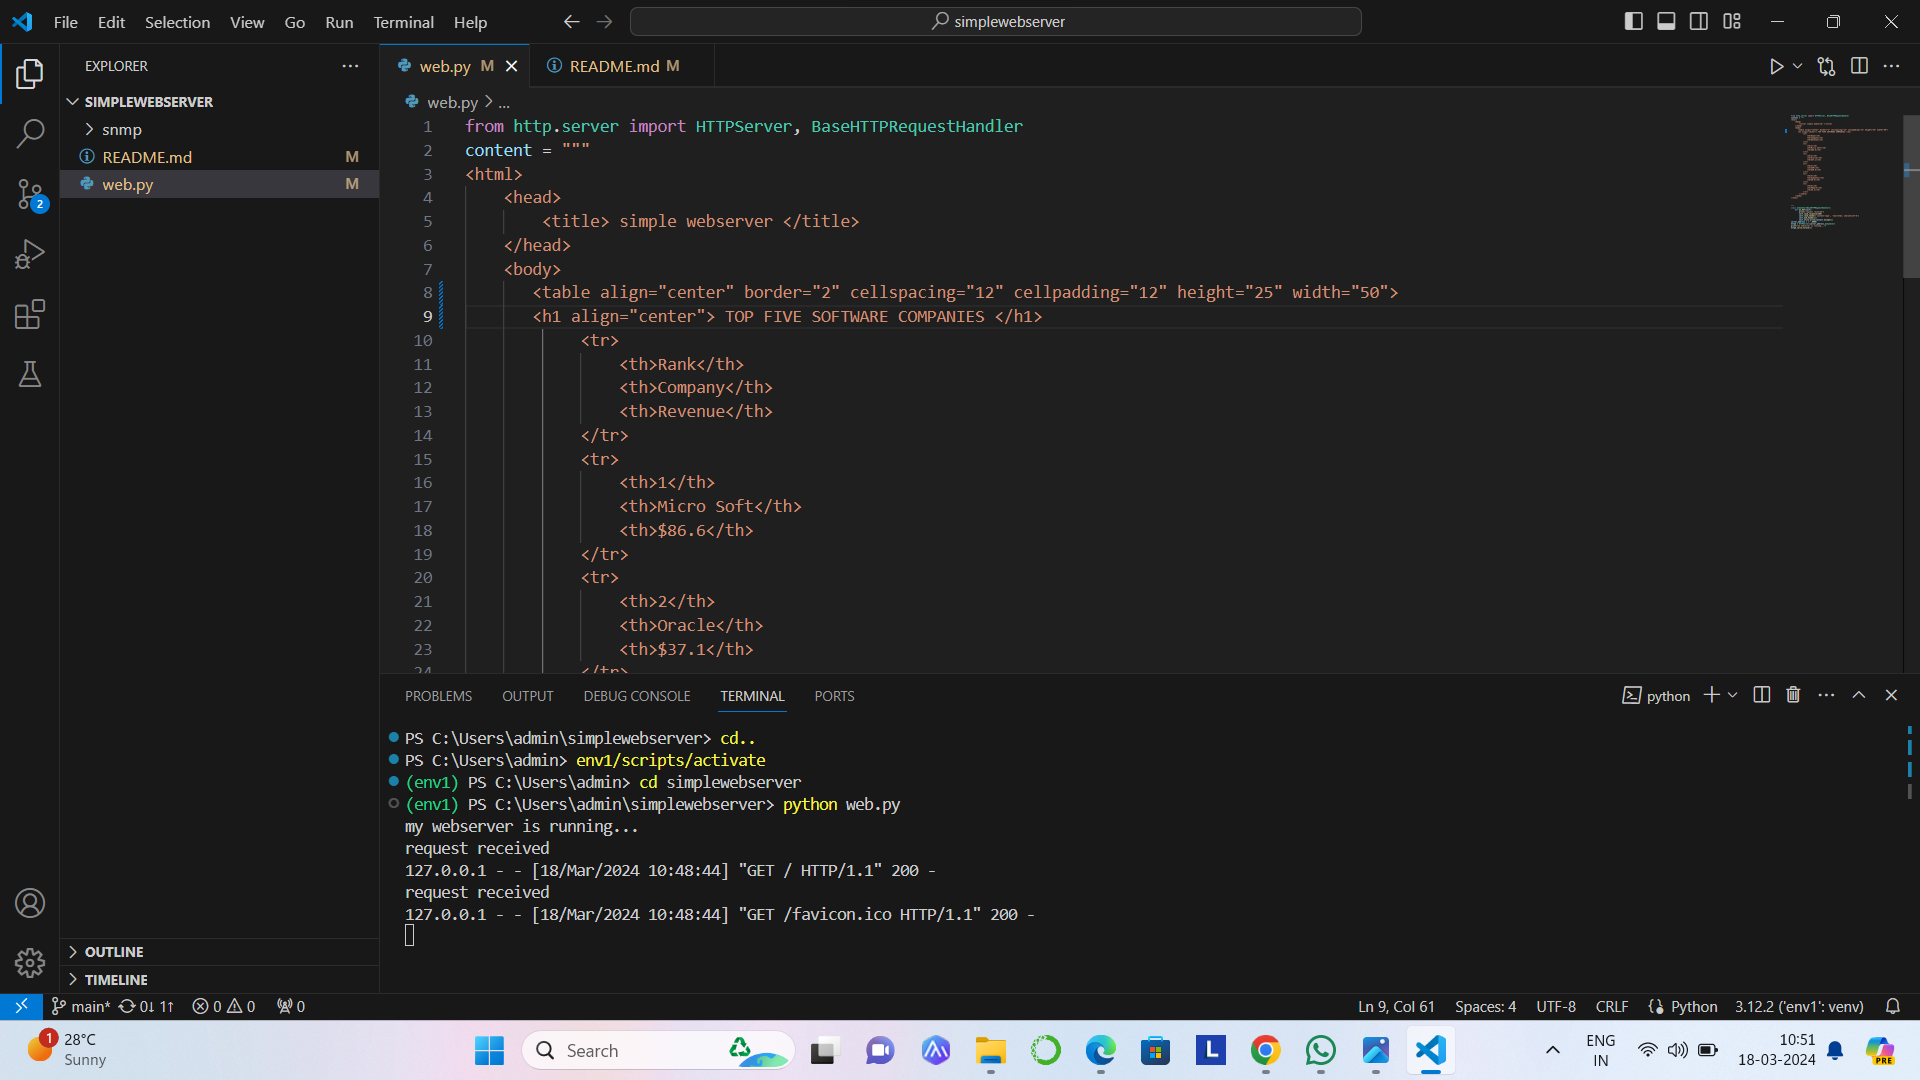 File Edit Selection View Go Run Terminal Help simplewebserver
EXPLORER
SIMPLEWEBSERVER
snmp
README.md M
web.py M
OUTLINE
TIMELINE
web.py M README.md M
web.py > ...
1 from http.server import HTTPServer, BaseHTTPRequestHandler
2 content = """
3 <html>
4 <head>
5 <title> simple webserver </title>
6 </head>
7 <body>
8 <table align="center" border="2" cellspacing="12" cellpadding="12" height="25" width="50">
9 <h1 align="center"> TOP FIVE SOFTWARE COMPANIES </h1>
10 <tr>
11 <th>Rank</th>
12 <th>Company</th>
13 <th>Revenue</th>
14 </tr>
15 <tr>
16 <th>1</th>
17 <th>Micro Soft</th>
18 <th>$86.6</th>
19 </tr>
20 <tr>
21 <th>2</th>
22 <th>Oracle</th>
23 <th>$37.1</th>
24 </tr>
PROBLEMS OUTPUT DEBUG CONSOLE TERMINAL PORTS python
PS C:\Users\admin\simplewebserver> cd..
PS C:\Users\admin> env1/scripts/activate
(env1) PS C:\Users\admin> cd simplewebserver
(env1) PS C:\Users\admin\simplewebserver> python web.py
my webserver is running...
request received
127.0.0.1 - - [18/Mar/2024 10:48:44] "GET / HTTP/1.1" 200 -
request received
127.0.0.1 - - [18/Mar/2024 10:48:44] "GET /favicon.ico HTTP/1.1" 200 -
2
main* 0↓ 1↑ 0 0 0 Ln 9, Col 61 Spaces: 4 UTF-8 CRLF Python 3.12.2 ('env1': venv)
1 28°C
Sunny
Search
L
ENG
IN
10:51
18-03-2024
PRE